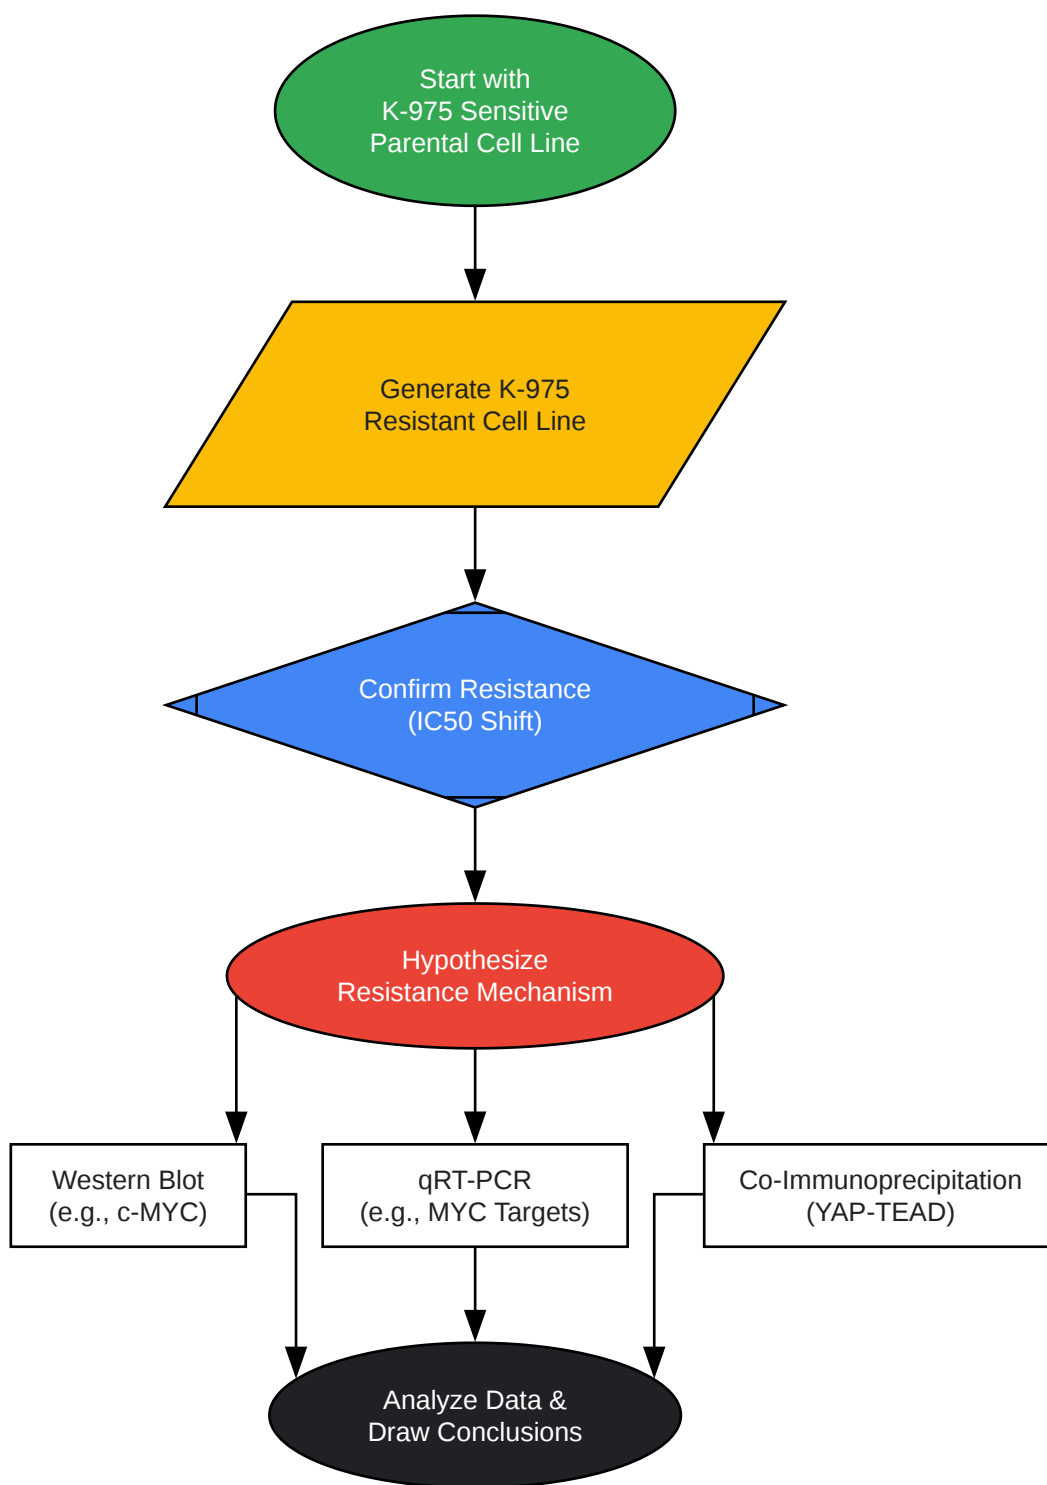 Start with
K-975 Sensitive
Parental Cell Line
Generate K-975
Resistant Cell Line
Confirm Resistance
(IC50 Shift)
Hypothesize
Resistance Mechanism
Western Blot
(e.g., c-MYC)
qRT-PCR
(e.g., MYC Targets)
Co-Immunoprecipitation
(YAP-TEAD)
Analyze Data &
Draw Conclusions